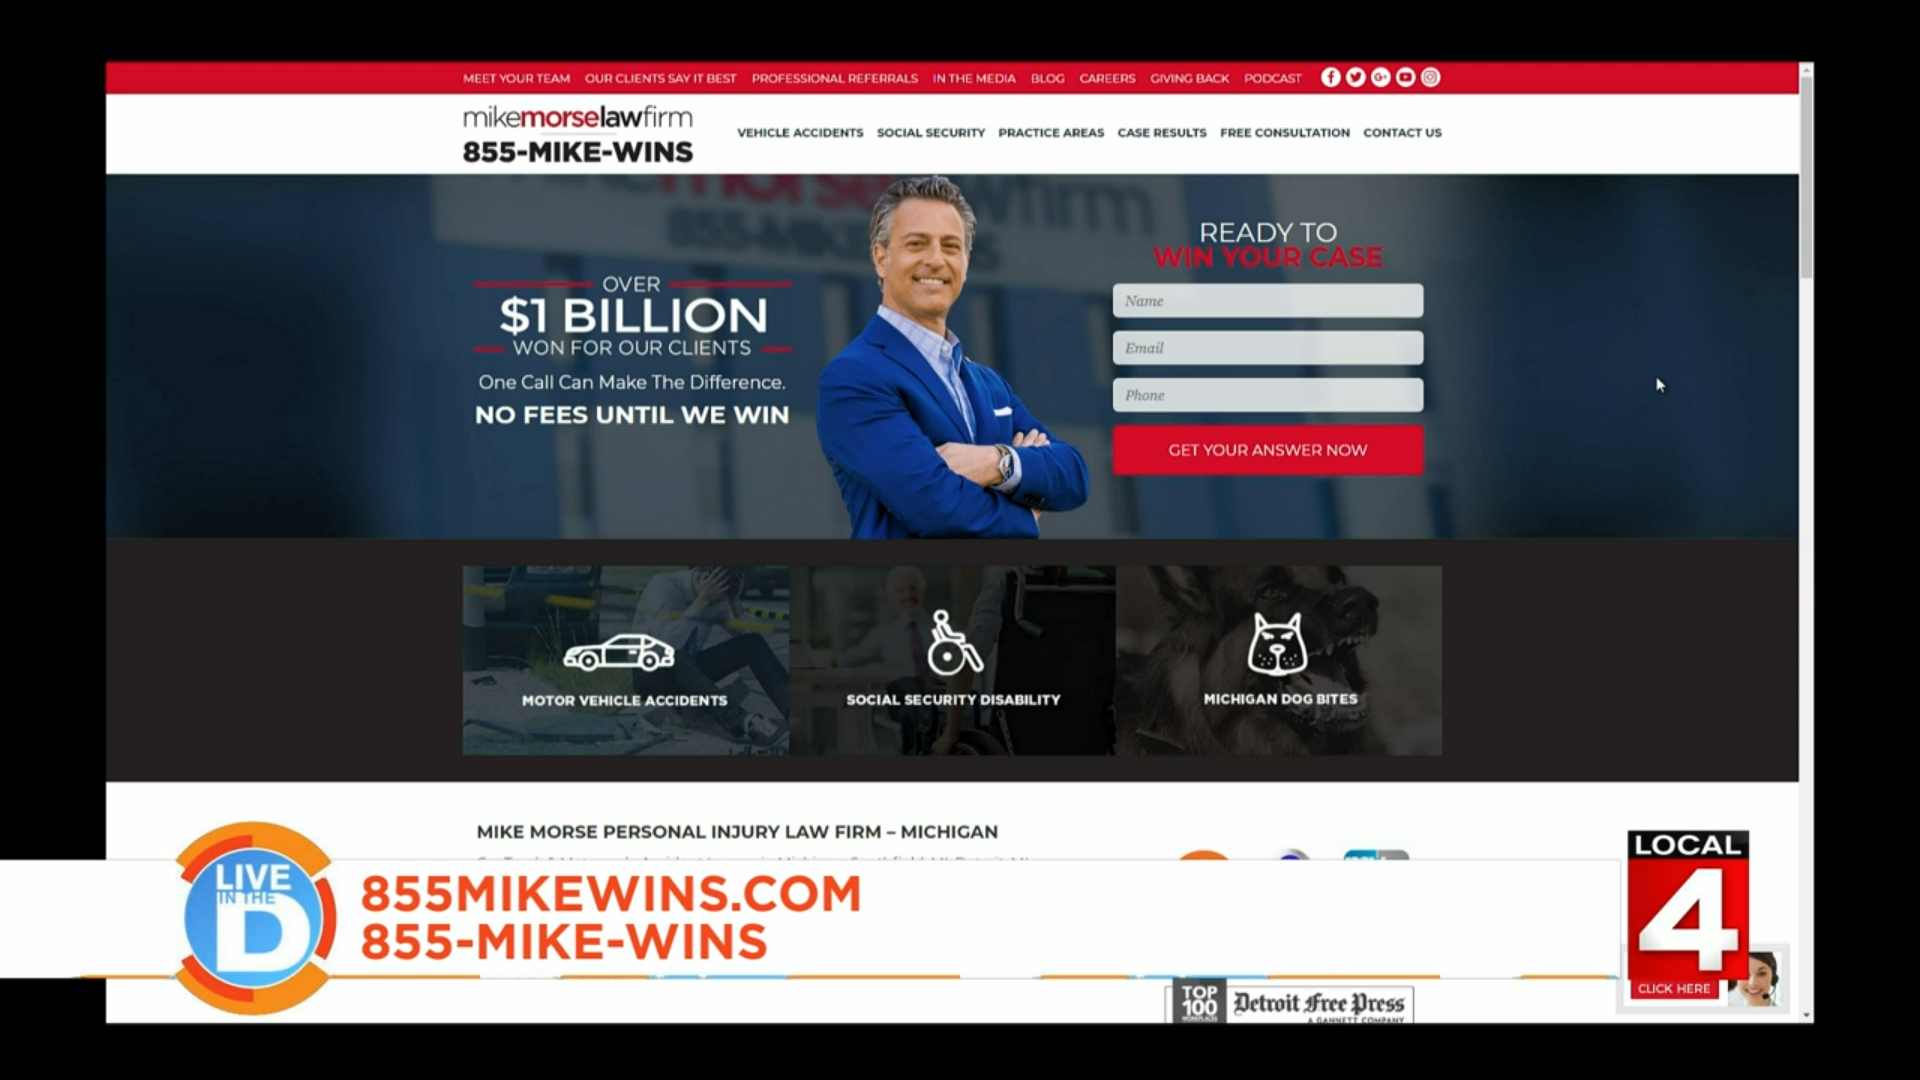 MEET YOUR TEAM OUR CLIENTS SAY IT BEST PROFESSIONAL REFERRALS IN THE MEDIA BLOG CAREERS GIVING BACK PODCAST
mikemorselawfirm
855-MIKE-WINS
VEHICLE ACCIDENTS SOCIAL SECURITY PRACTICE AREAS CASE RESULTS FREE CONSULTATION CONTACT US
OVER
$1 BILLION
WON FOR OUR CLIENTS
One Call Can Make The Difference.
NO FEES UNTIL WE WIN
READY TO
WIN YOUR CASE
Name
Email
Phone
GET YOUR ANSWER NOW
MOTOR VEHICLE ACCIDENTS
SOCIAL SECURITY DISABILITY
MICHIGAN DOG BITES
MIKE MORSE PERSONAL INJURY LAW FIRM – MICHIGAN
LIVE
IN THE
D
855MIKEWINS.COM
855-MIKE-WINS
LOCAL
4
CLICK HERE
TOP
100
WORKPLACES
Detroit Free Press
A GANNETT COMPANY